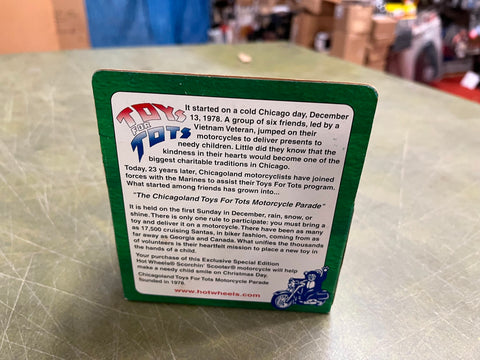 TOYS
FOR
TOTS
It started on a cold Chicago day, December
13, 1978. A group of six friends, led by a
Vietnam Veteran, jumped on their
motorcycles to deliver presents to
needy children. Little did they know that the
kindness in their hearts would become one of the
biggest charitable traditions in Chicago.
Today, 23 years later, Chicagoland motorcyclists have joined
forces with the Marines to assist their Toys For Tots program.
What started among friends has grown into...
"The Chicagoland Toys For Tots Motorcycle Parade"
It is held on the first Sunday in December, rain, snow, or
shine. There is only one rule to participate: you must bring a
toy and deliver it on a motorcycle. There have been as many
as 17,500 cruising Santas, in biker fashion, coming from as
far away as Georgia and Canada. What unifies the thousands
of volunteers is their heartfelt mission to place a new toy in
the hands of a child.
Your purchase of this Exclusive Special Edition
Hot Wheels® Scorchin' Scooter® motorcycle will help
make a needy child smile on Christmas Day.
Chicagoland Toys For Tots Motorcycle Parade
founded in 1978.
www.hotwheels.com